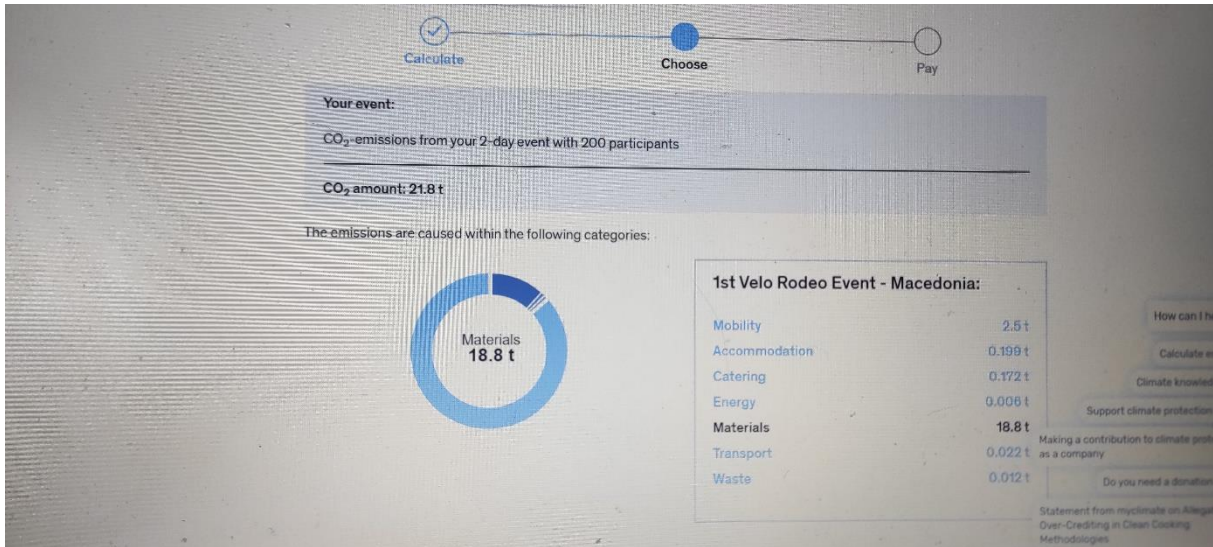 Calculate
Choose
Pay
Your event:
CO₂-emissions from your 2-day event with 200 participants
CO₂ amount: 21.8 t
The emissions are caused within the following categories:
Materials
18.8 t
1st Velo Rodeo Event - Macedonia:
Mobility 2.5 t
Accommodation 0.199 t
Catering 0.172 t
Energy 0.006 t
Materials 18.8 t
Transport 0.022 t
Waste 0.012 t
How can I
Calculate
Climate
Support climate protection
Making a contribution to climate
as a company
Do you need a donation
Statement from myclimate on
Over-Crediting in Clean Cooking
Methodologies